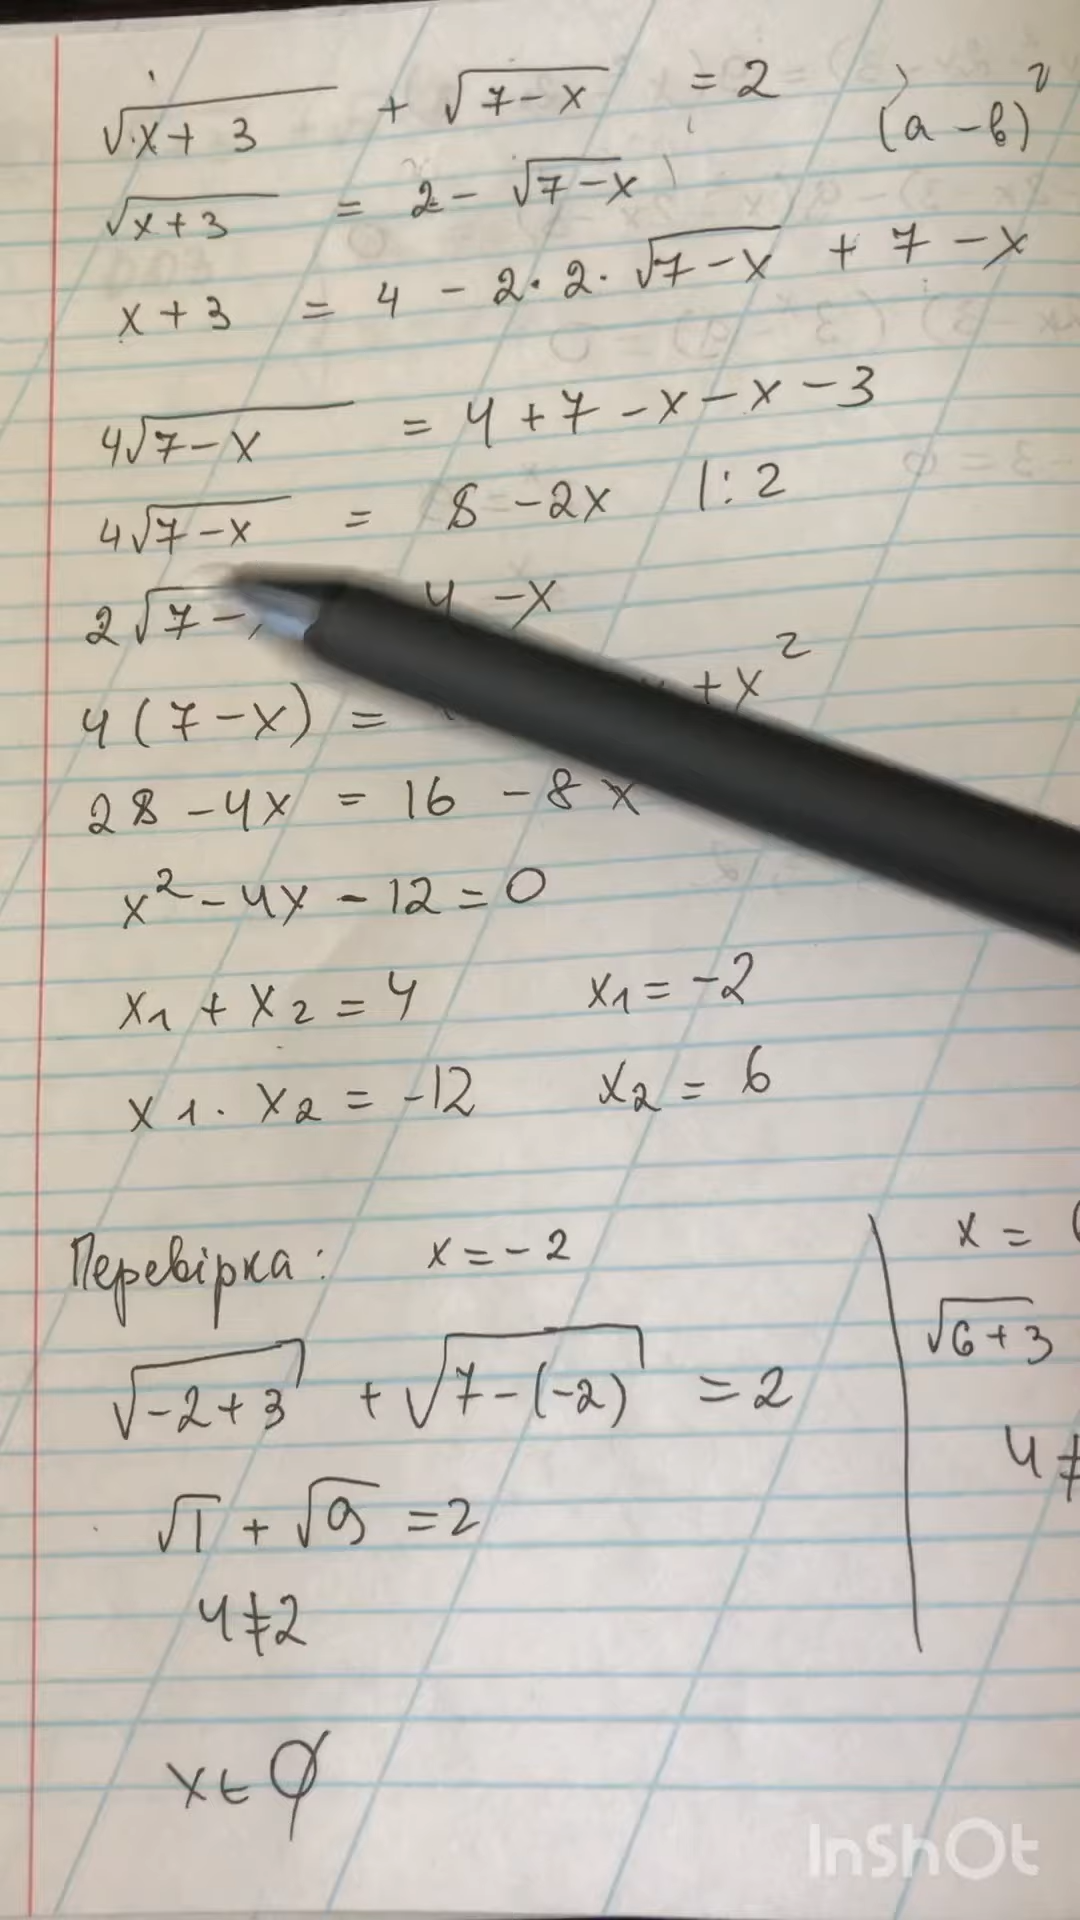 √x+3 + √7-x = 2
(a-b)²
√x+3 = 2-√7-x
x+3 = 4 - 2·2·√7-x + 7-x
4√7-x = 4+7-x-x-3
4√7-x = 8-2x |:2
2√7- 4 -x
4(7-x) = +x²
28-4x = 16 -8x
x²-4x-12=0
x₁+x₂=4 x₁=-2
x₁·x₂=-12 x₂=6
Перевірка: x=-2
√-2+3 + √7-(-2) =2
√1 + √9 =2
4≠2
x =
√6+3
4≠
x∈∅
InShOt